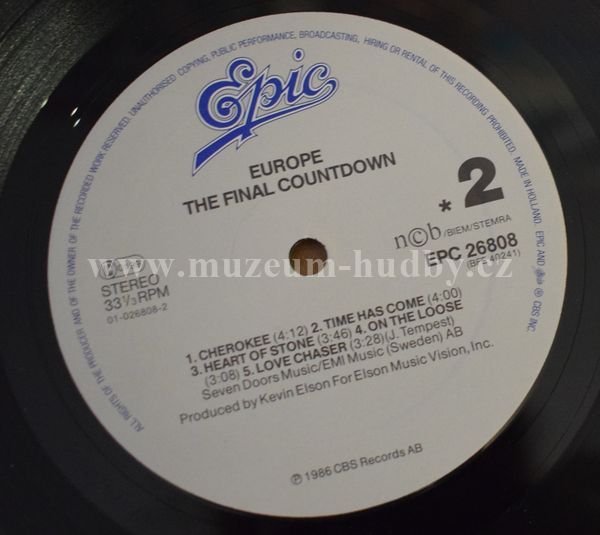 ALL RIGHTS OF THE PRODUCER AND OF THE OWNER OF THE RECORDED WORK RESERVED. UNAUTHORISED COPYING, PUBLIC PERFORMANCE, BROADCASTING, HIRING OR RENTAL OF THIS RECORDING PROHIBITED. MADE IN HOLLAND. EPIC AND ARE ® CBS INC.
Epic
EUROPE
THE FINAL COUNTDOWN
* 2
n©b/BIEM/STEMRA
EPC 26808
(BFE 40241)
www.muzeum-hudby.cz
STEREO
33 1/3 RPM
01-026808-2
1. CHEROKEE (4:12) 2. TIME HAS COME (4:00)
3. HEART OF STONE (3:46) 4. ON THE LOOSE
(3:08) 5. LOVE CHASER (3:28)(J. Tempest)
Seven Doors Music/EMI Music (Sweden) AB
Produced by Kevin Elson For Elson Music Vision, Inc.
℗ 1986 CBS Records AB